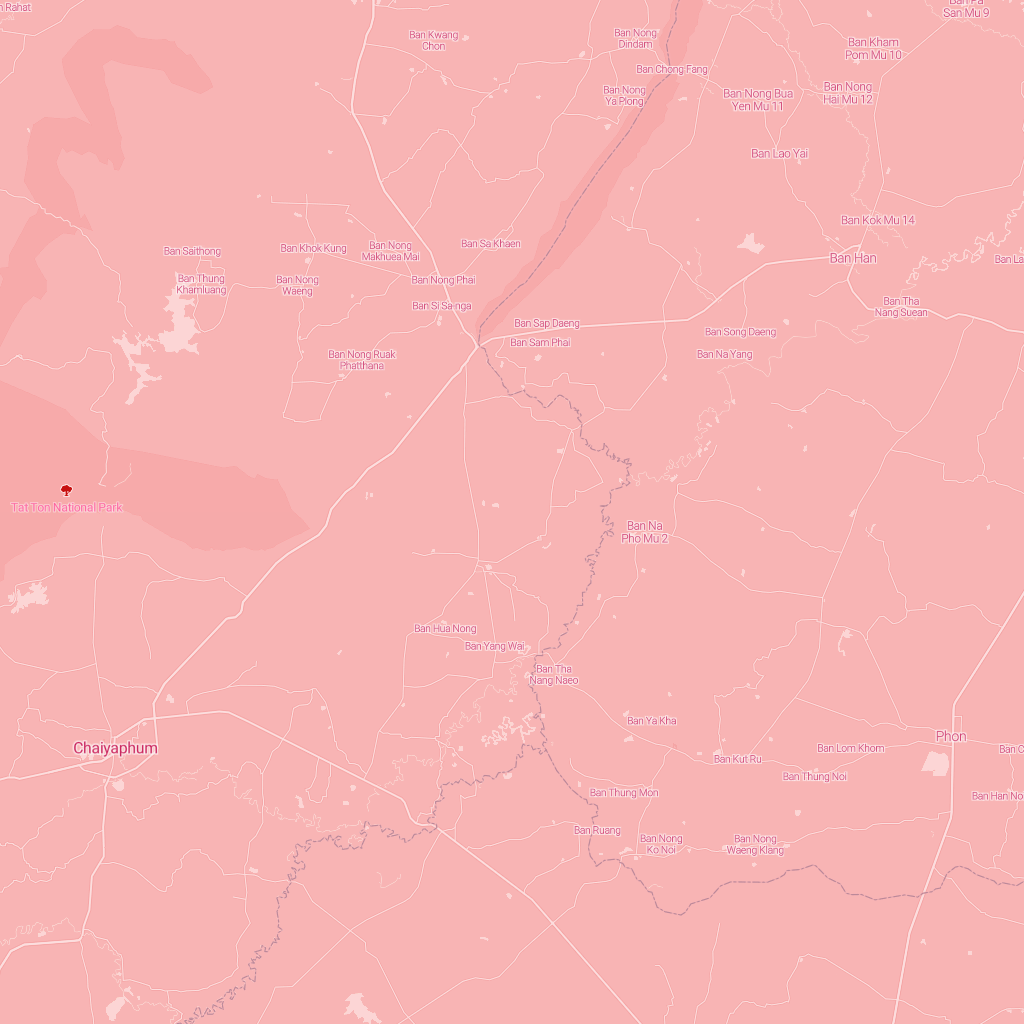 Rahat
Ban Kwang
Chon
Ban Nong
Dindam
Ban Pa
San Mu 9
Ban Kham
Pom Mu 10
Ban Chong Fang
Ban Nong
Ya Plong
Ban Nong Bua
Yen Mu 11
Ban Nong
Hai Mu 12
Ban Lao Yai
Ban Kok Mu 14
Ban Saithong
Ban Khok Kung
Ban Nong
Makhuea Mai
Ban Sa Khaen
Ban Han
Ban La
Ban Thung
Khamluang
Ban Nong
Waeng
Ban Nong Phai
Ban Si Sa-nga
Ban Tha
Nang Suean
Ban Sap Daeng
Ban Sam Phai
Ban Song Daeng
Ban Na Yang
Ban Nong Ruak
Phatthana
Tat Ton National Park
Ban Na
Pho Mu 2
Ban Hua Nong
Ban Yang Wai
Ban Tha
Nang Naeo
Ban Ya Kha
Phon
Chaiyaphum
Ban Lom Khom
Ban Kut Ru
Ban Thung Noi
Ban Thung Mon
Ban Han No
Ban Ruang
Ban Nong
Ko Noi
Ban Nong
Waeng Klang